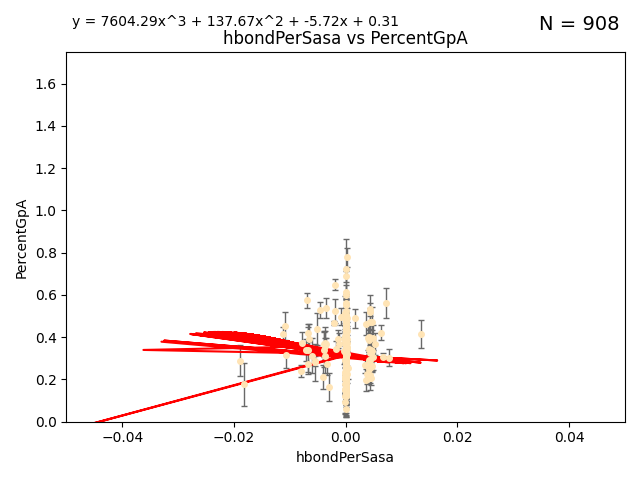 y = 7604.29x^3 + 137.67x^2 + -5.72x + 0.31
N = 908
hbondPerSasa vs PercentGpA
1.6
1.4
1.2
1.0
0.8
0.6
0.4
0.2
0.0
PercentGpA
−0.04
−0.02
0.00
0.02
0.04
hbondPerSasa